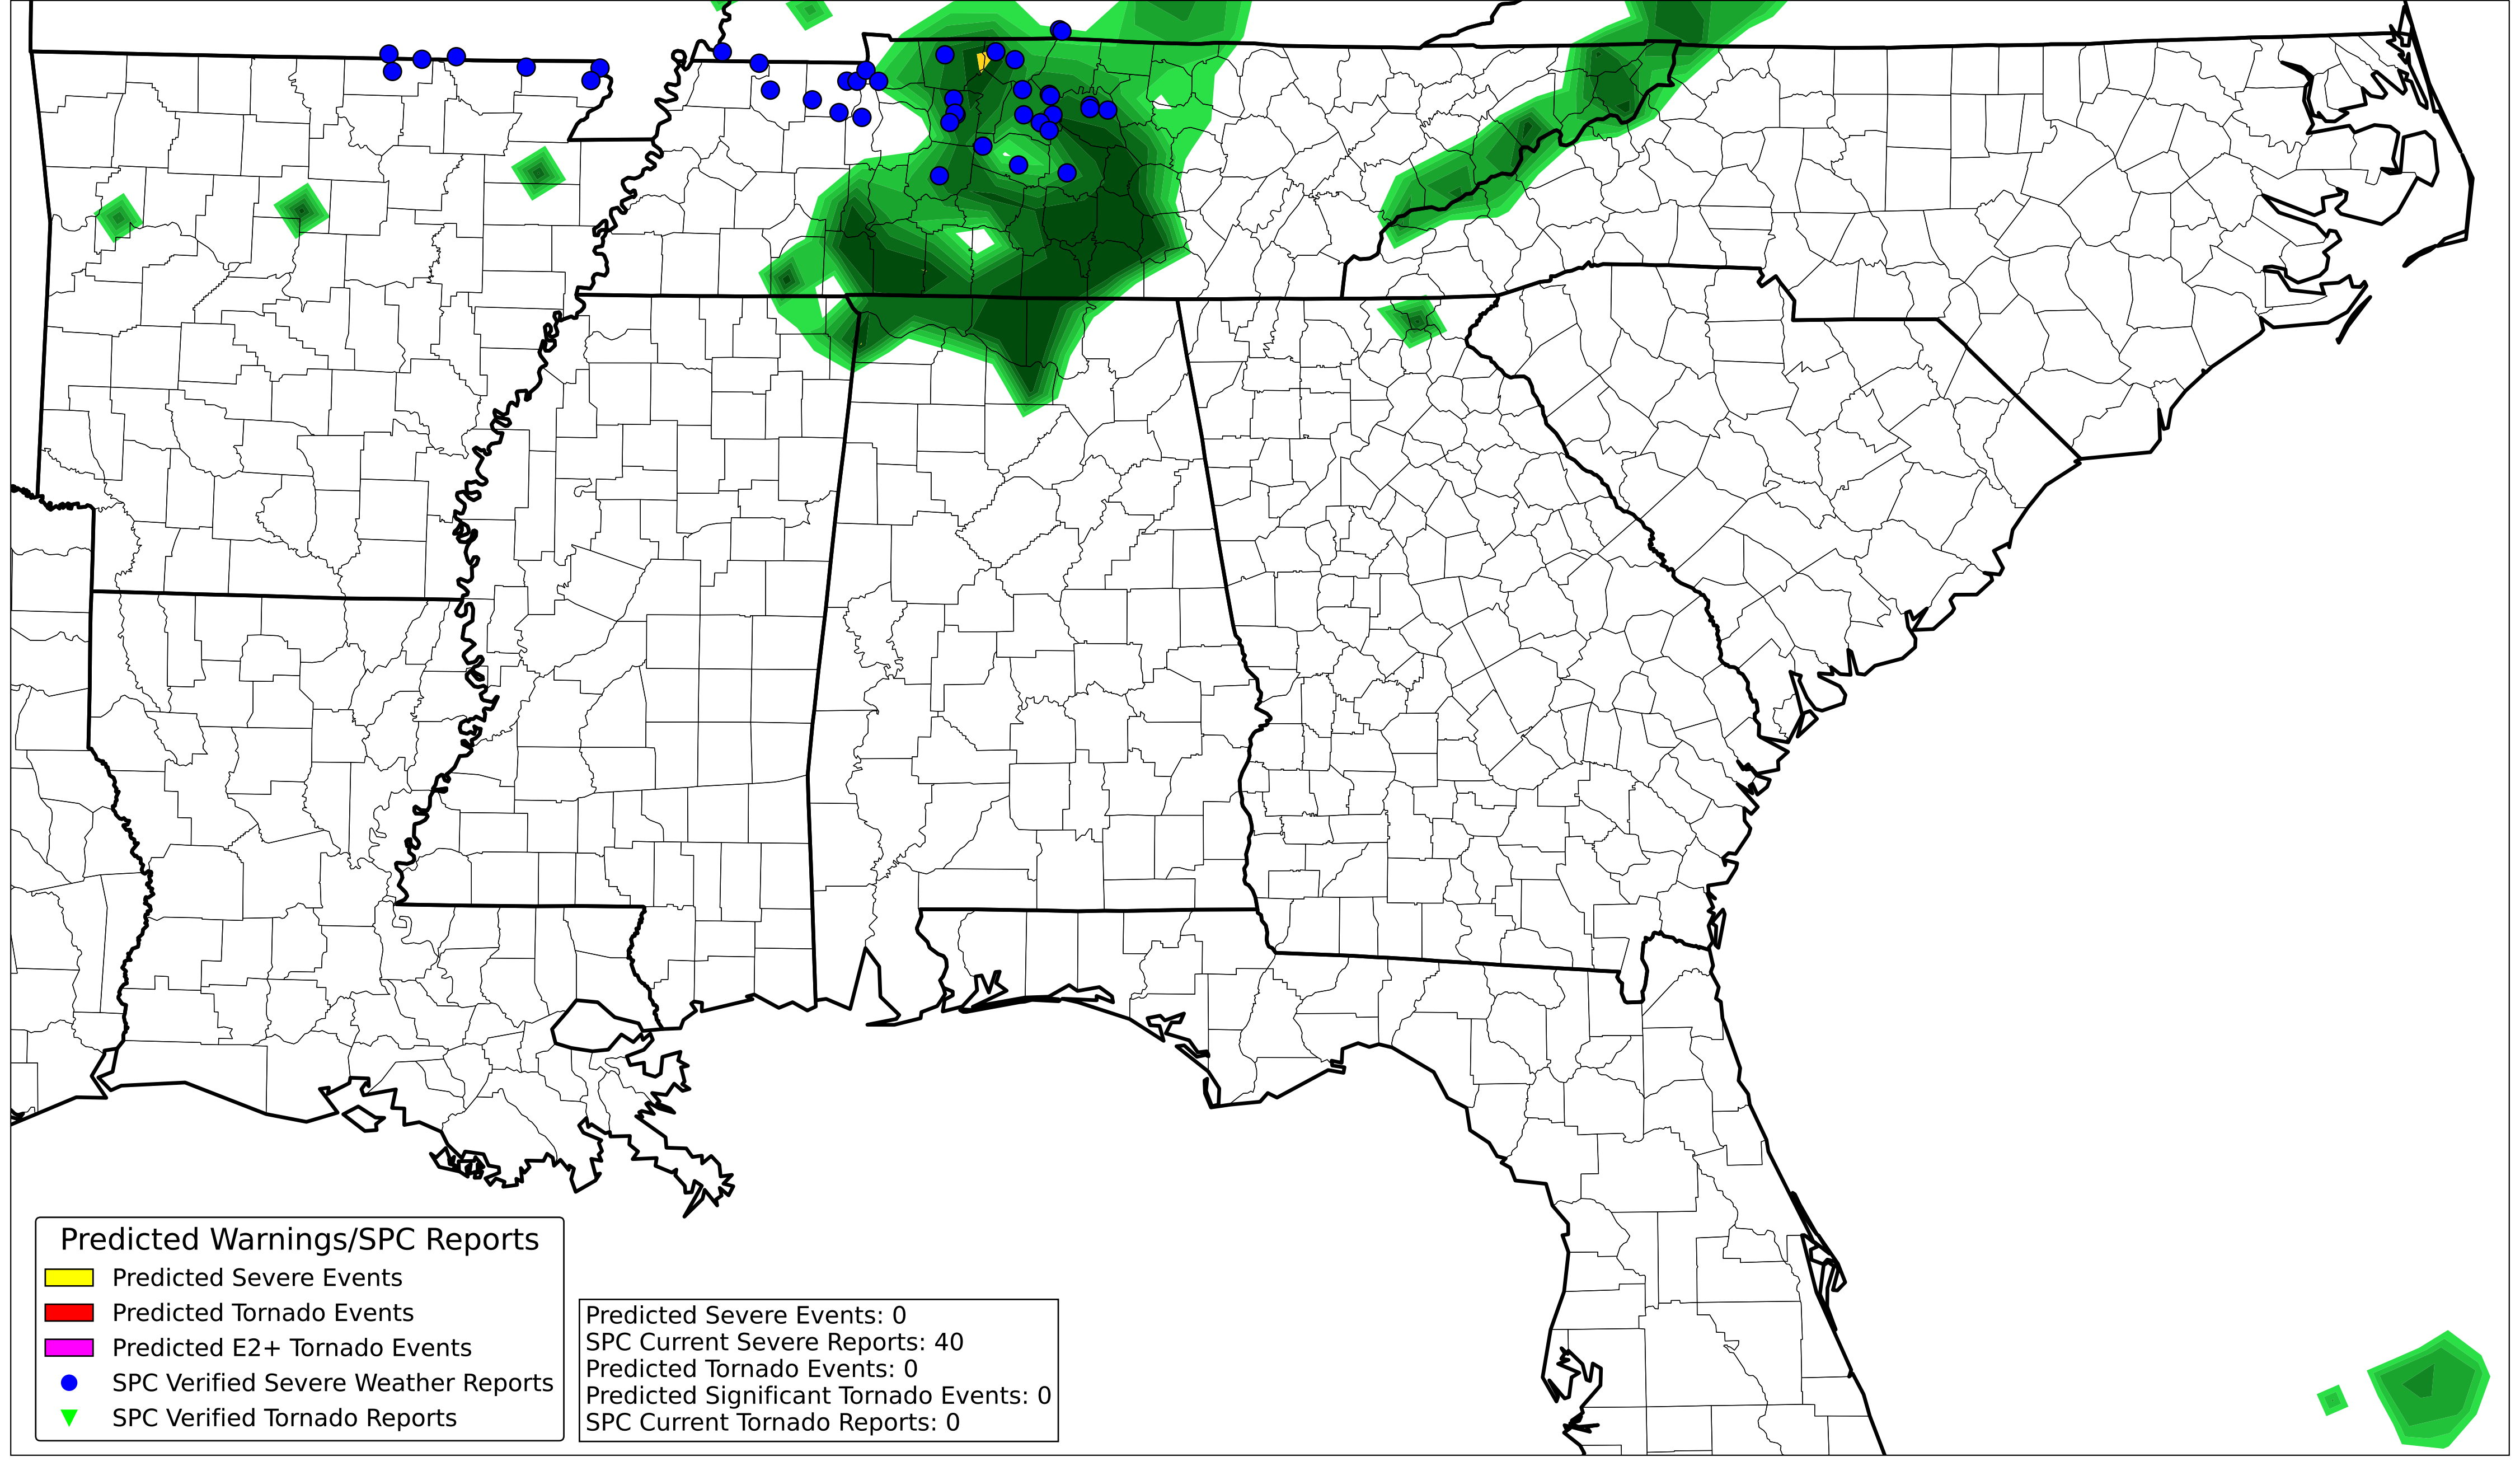 Predicted Warnings/SPC Reports
Predicted Severe Events
Predicted Tornado Events
Predicted E2+ Tornado Events
SPC Verified Severe Weather Reports
SPC Verified Tornado Reports
Predicted Severe Events: 0
SPC Current Severe Reports: 40
Predicted Tornado Events: 0
Predicted Significant Tornado Events: 0
SPC Current Tornado Reports: 0